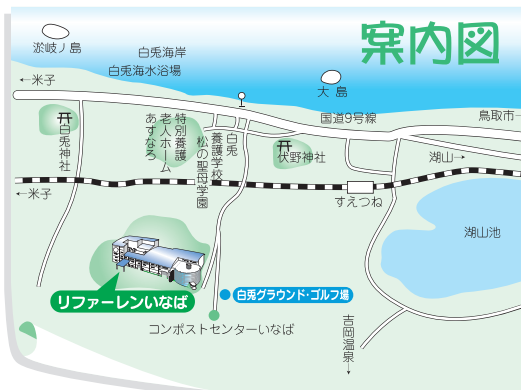 案内図
淤岐ノ島
白兎海岸
白兎海水浴場
←米子
大島
国道9号線
鳥取市→
白兎神社
特別養護
老人ホーム
あすなろ
白兎
養護学校
松の聖母学園
伏野神社
湖山→
←米子
すえつね
湖山池
リファーレンいなば
白兎グラウンド・ゴルフ場
コンポストセンターいなば
吉岡温泉→